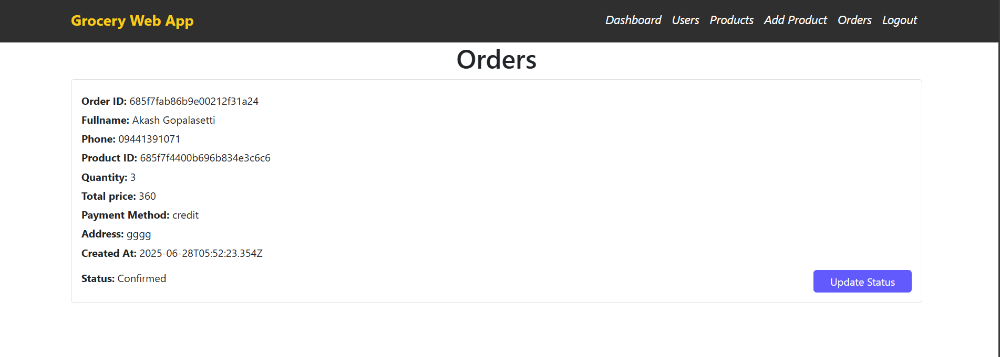 Grocery Web App
Dashboard Users Products Add Product Orders Logout
Orders
Order ID: 685f7fab86b9e00212f31a24
Fullname: Akash Gopalasetti
Phone: 09441391071
Product ID: 685f7f4400b696b834e3c6c6
Quantity: 3
Total price: 360
Payment Method: credit
Address: gggg
Created At: 2025-06-28T05:52:23.354Z
Status: Confirmed
Update Status